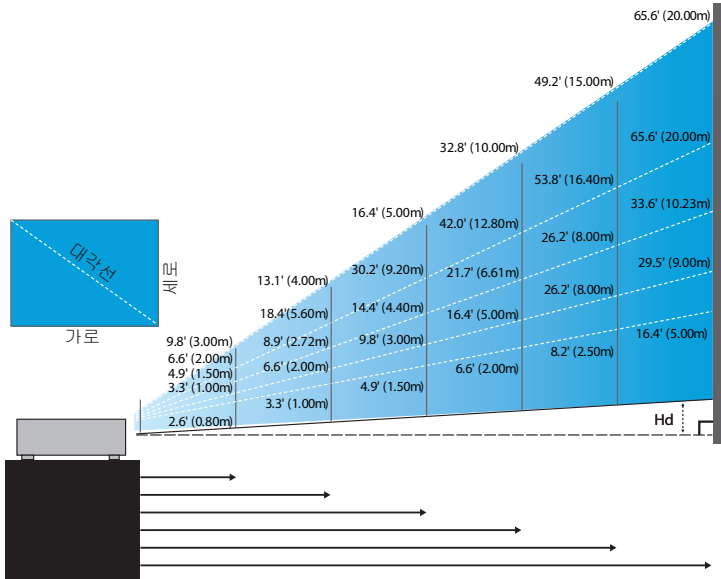 65.6' (20.00m)
49.2' (15.00m)
65.6' (20.00m)
32.8' (10.00m)
53.8' (16.40m)
33.6' (10.23m)
16.4' (5.00m)
42.0' (12.80m)
26.2' (8.00m)
대각선
세로
29.5' (9.00m)
30.2' (9.20m)
21.7' (6.61m)
13.1' (4.00m)
26.2' (8.00m)
14.4' (4.40m)
18.4'(5.60m)
16.4' (5.00m)
가로
16.4' (5.00m)
9.8' (3.00m)
8.9' (2.72m)
9.8' (3.00m)
8.2' (2.50m)
6.6' (2.00m)
6.6' (2.00m)
6.6' (2.00m)
4.9' (1.50m)
3.3' (1.00m)
4.9' (1.50m)
3.3' (1.00m)
2.6' (0.80m)
Hd